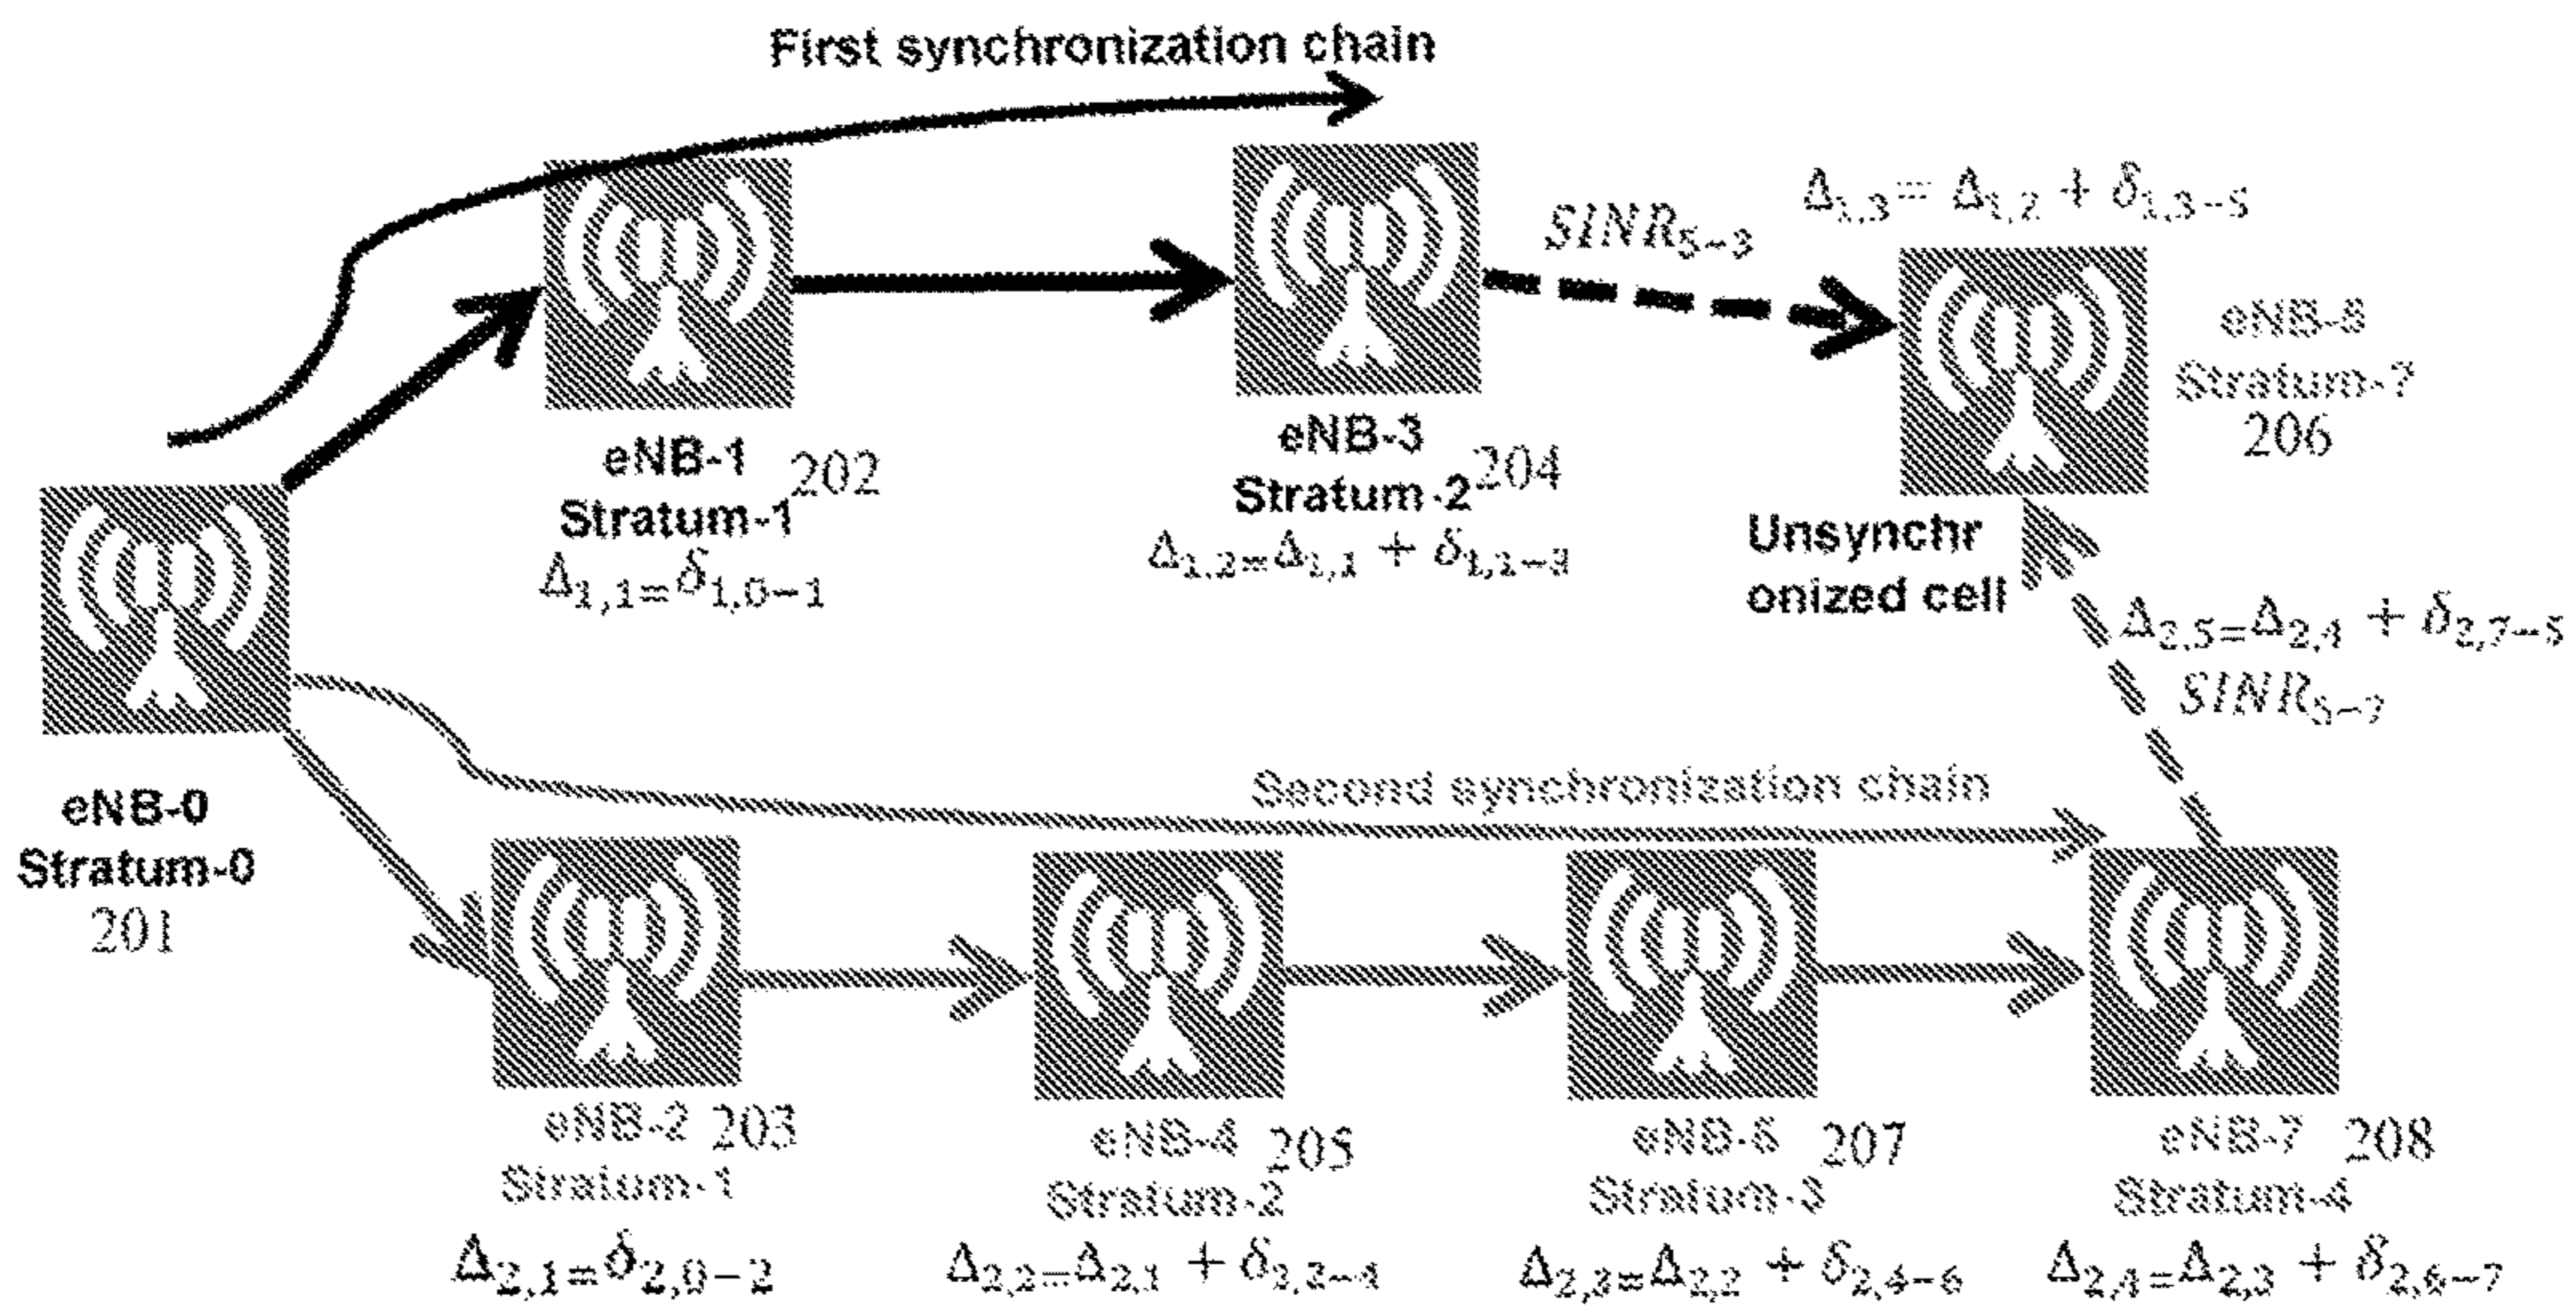 First synchronization chain
Δ1,3= Δ1,2 + δ1,3−5
SINR5−3
eNB-1 202
Stratum-1
Δ1,1=δ1,0−1
eNB-3 204
Stratum-2
Δ1,2=Δ1,1 + δ1,1−3
Stratum-7
206
Unsynchr
onized cell
Δ2,5=Δ2,4 + δ2,7−5
SINR5−7
eNB-0
Stratum-0
201
Second synchronization chain
eNB-2 203
Stratum-1
Δ2,1=δ2,0−2
eNB-4 205
Stratum-2
Δ2,2=Δ2,1 + δ2,2−4
207
Stratum-3
Δ2,3=Δ2,2 + δ2,4−6
eNB-7 208
Stratum-4
Δ2,4=Δ2,3 + δ2,6−7